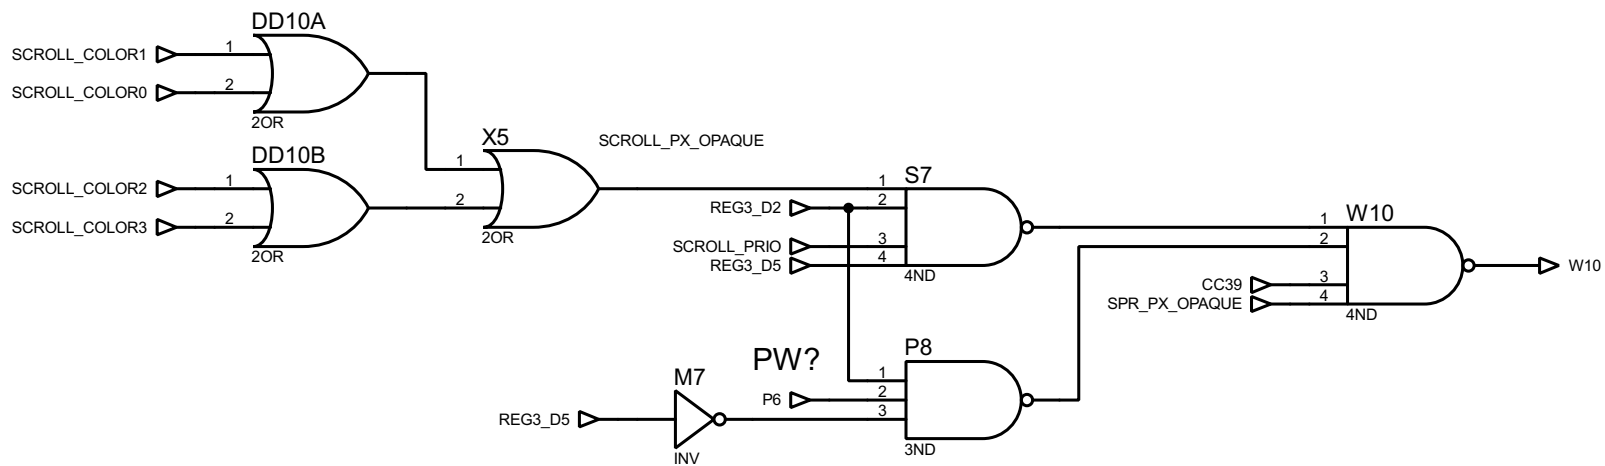 DD10A
SCROLL_COLOR1 1
SCROLL_COLOR0 2
2OR
DD10B
SCROLL_COLOR2 1
SCROLL_COLOR3 2
2OR
X5
1
2
2OR
SCROLL_PX_OPAQUE
S7
1
REG3_D2 2
SCROLL_PRIO 3
REG3_D5 4
4ND
PW?
P8
1
P6 2
3
3ND
M7
REG3_D5
INV
W10
1
2
CC39 3
SPR_PX_OPAQUE 4
4ND
W10